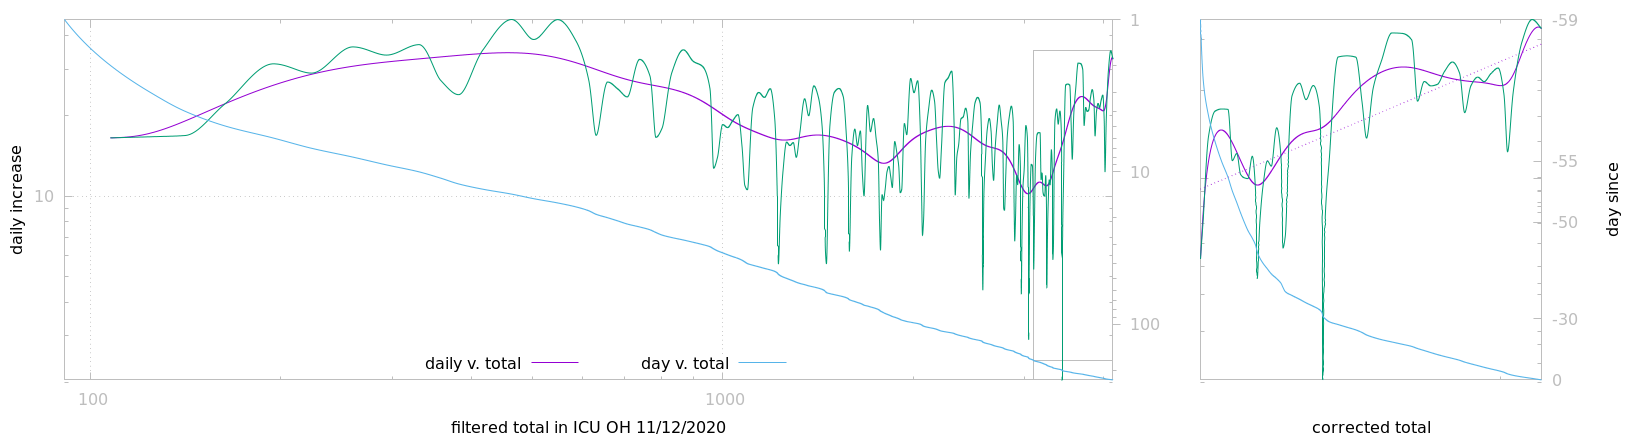 1
-59
10
-55
10
-50
daily increase
day since
100
-30
daily v. total
day v. total
0
100
1000
filtered total in ICU OH 11/12/2020
corrected total